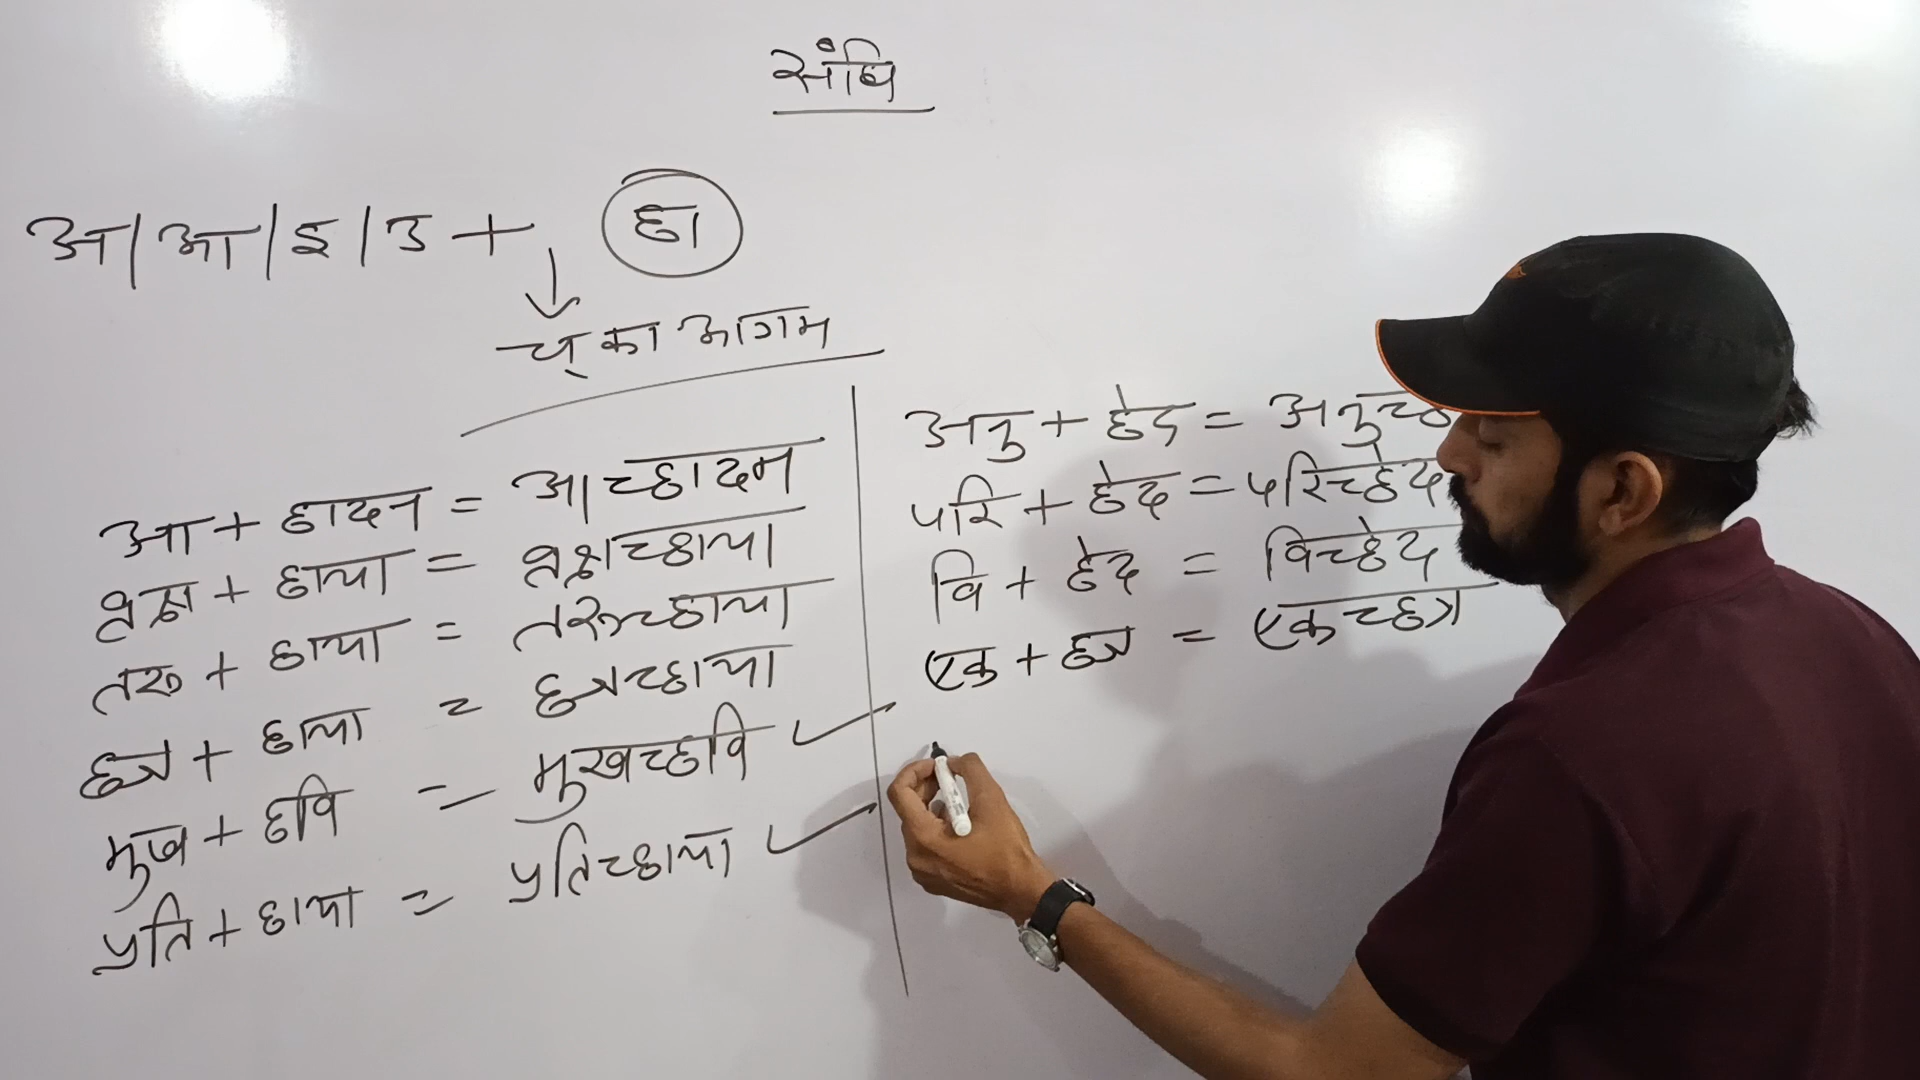 संधि
अ/आ/इ/उ + छ
च् का आगम
आ + छादन = आच्छादन
वृक्ष + छाया = वृक्षच्छाया
तरु + छाया = तरुच्छाया
छत्र + छाया = छत्रच्छाया
मुख + छवि = मुखच्छवि
प्रति + छाया = प्रतिच्छाया
अनु + छेद = अनुच्छ
परि + छेद = परिच्छेद
वि + छेद = विच्छेद
एक + छत्र = एकच्छत्र